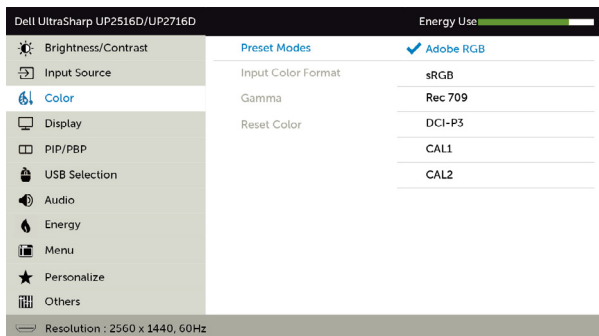 Dell UltraSharp UP2516D/UP2716D
Energy Use
Brightness/Contrast
Input Source
Color
Display
PIP/PBP
USB Selection
Audio
Energy
Menu
Personalize
Others
Preset Modes
Input Color Format
Gamma
Reset Color
Adobe RGB
sRGB
Rec 709
DCI-P3
CAL1
CAL2
Resolution : 2560 x 1440, 60Hz